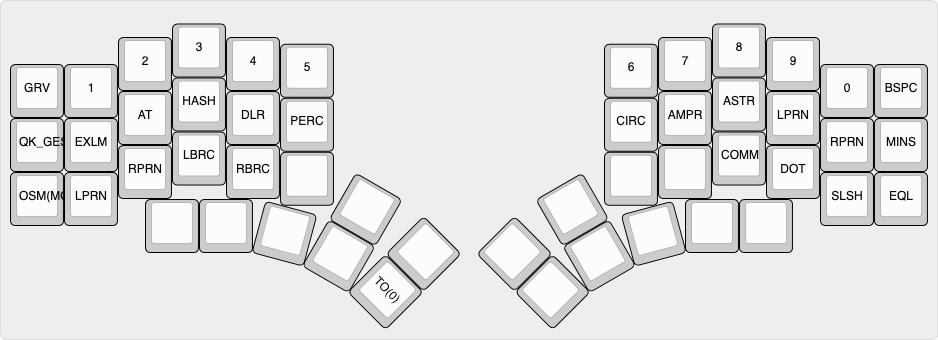 GRV 1 2 3 4 5 6 7 8 9 0 BSPC
QK_GES EXLM AT HASH DLR PERC CIRC AMPR ASTR LPRN RPRN MINS
OSM(MO LPRN RPRN LBRC RBRC COMM DOT SLSH EQL
TO(0)